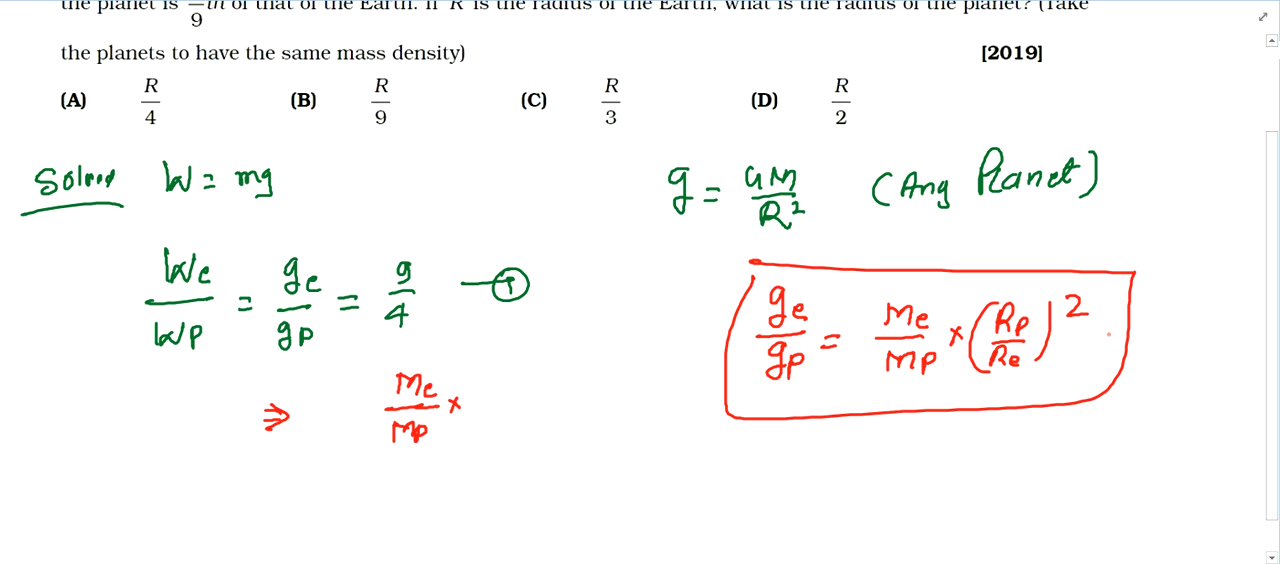 the planet is —th of that of the Earth. If R is the radius of the Earth, what is the radius of the planet? (Take
9
the planets to have the same mass density) [2019]
(A) R/4 (B) R/9 (C) R/3 (D) R/2
W = mg
g = GM/R² (Any Planet)
We/Wp = ge/gp = 9/4 —①
ge/gp = Me/Mp × (Rp/Re)²
⇒ Me/Mp ×